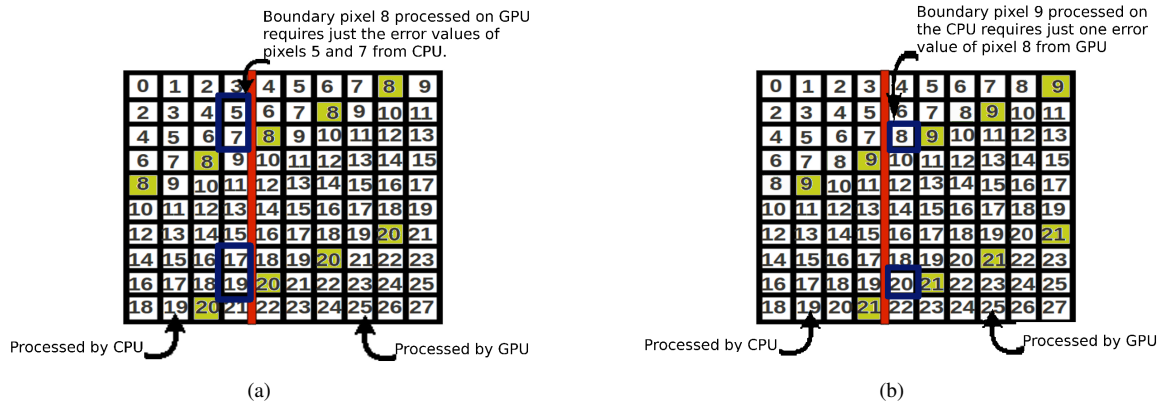 Boundary pixel 8 processed on GPU
requires just the error values of
pixels 5 and 7 from CPU.
0 1 2 3 4 5 6 7 8 9
2 3 4 5 6 7 8 9 10 11
4 5 6 7 8 9 10 11 12 13
6 7 8 9 10 11 12 13 14 15
8 9 10 11 12 13 14 15 16 17
10 11 12 13 14 15 16 17 18 19
12 13 14 15 16 17 18 19 20 21
14 15 16 17 18 19 20 21 22 23
16 17 18 19 20 21 22 23 24 25
18 19 20 21 22 23 24 25 26 27
Processed by CPU
Processed by GPU
(a)
Boundary pixel 9 processed on
the CPU requires just one error
value of pixel 8 from GPU
0 1 2 3 4 5 6 7 8 9
2 3 4 5 6 7 8 9 10 11
4 5 6 7 8 9 10 11 12 13
6 7 8 9 10 11 12 13 14 15
8 9 10 11 12 13 14 15 16 17
10 11 12 13 14 15 16 17 18 19
12 13 14 15 16 17 18 19 20 21
14 15 16 17 18 19 20 21 22 23
16 17 18 19 20 21 22 23 24 25
18 19 20 21 22 23 24 25 26 27
Processed by CPU
Processed by GPU
(b)